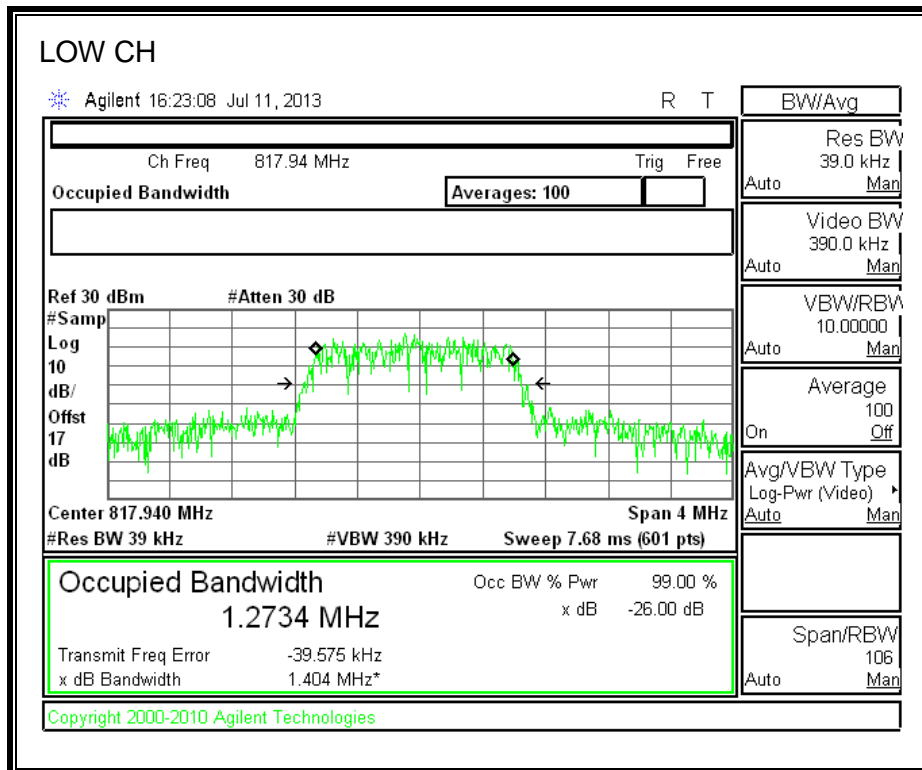 LOW CH
Agilent 16:23:08 Jul 11, 2013 R T
Ch Freq 817.94 MHz Trig Free
Occupied Bandwidth Averages: 100
Ref 30 dBm #Atten 30 dB
#Samp
Log
10
dB/
Offst
17
dB
Center 817.940 MHz Span 4 MHz
#Res BW 39 kHz #VBW 390 kHz Sweep 7.68 ms (601 pts)
Occupied Bandwidth Occ BW % Pwr 99.00 %
1.2734 MHz x dB -26.00 dB
Transmit Freq Error -39.575 kHz
x dB Bandwidth 1.404 MHz*
Copyright 2000-2010 Agilent Technologies
BW/Avg
Res BW
39.0 kHz
Auto Man
Video BW
390.0 kHz
Auto Man
VBW/RBW
10.00000
Auto Man
Average
100
On Off
Avg/VBW Type
Log-Pwr (Video)
Auto Man
Span/RBW
106
Auto Man